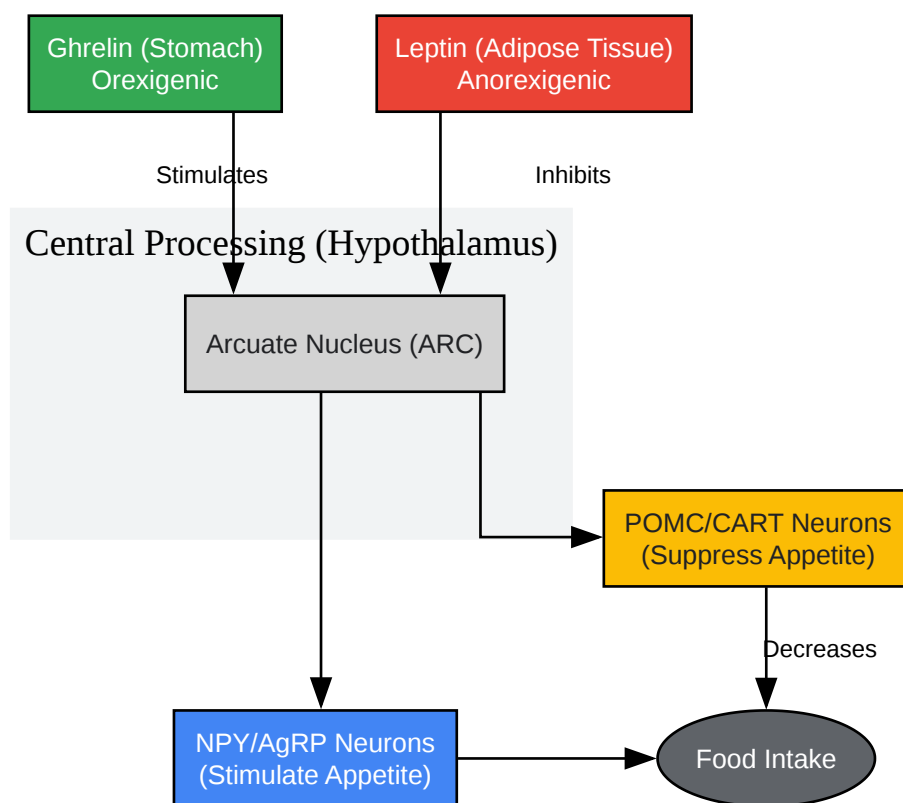 Ghrelin (Stomach)
Orexigenic
Leptin (Adipose Tissue)
Anorexigenic
Stimulates
Inhibits
Central Processing (Hypothalamus)
Arcuate Nucleus (ARC)
POMC/CART Neurons
(Suppress Appetite)
Decreases
NPY/AgRP Neurons
(Stimulate Appetite)
Food Intake